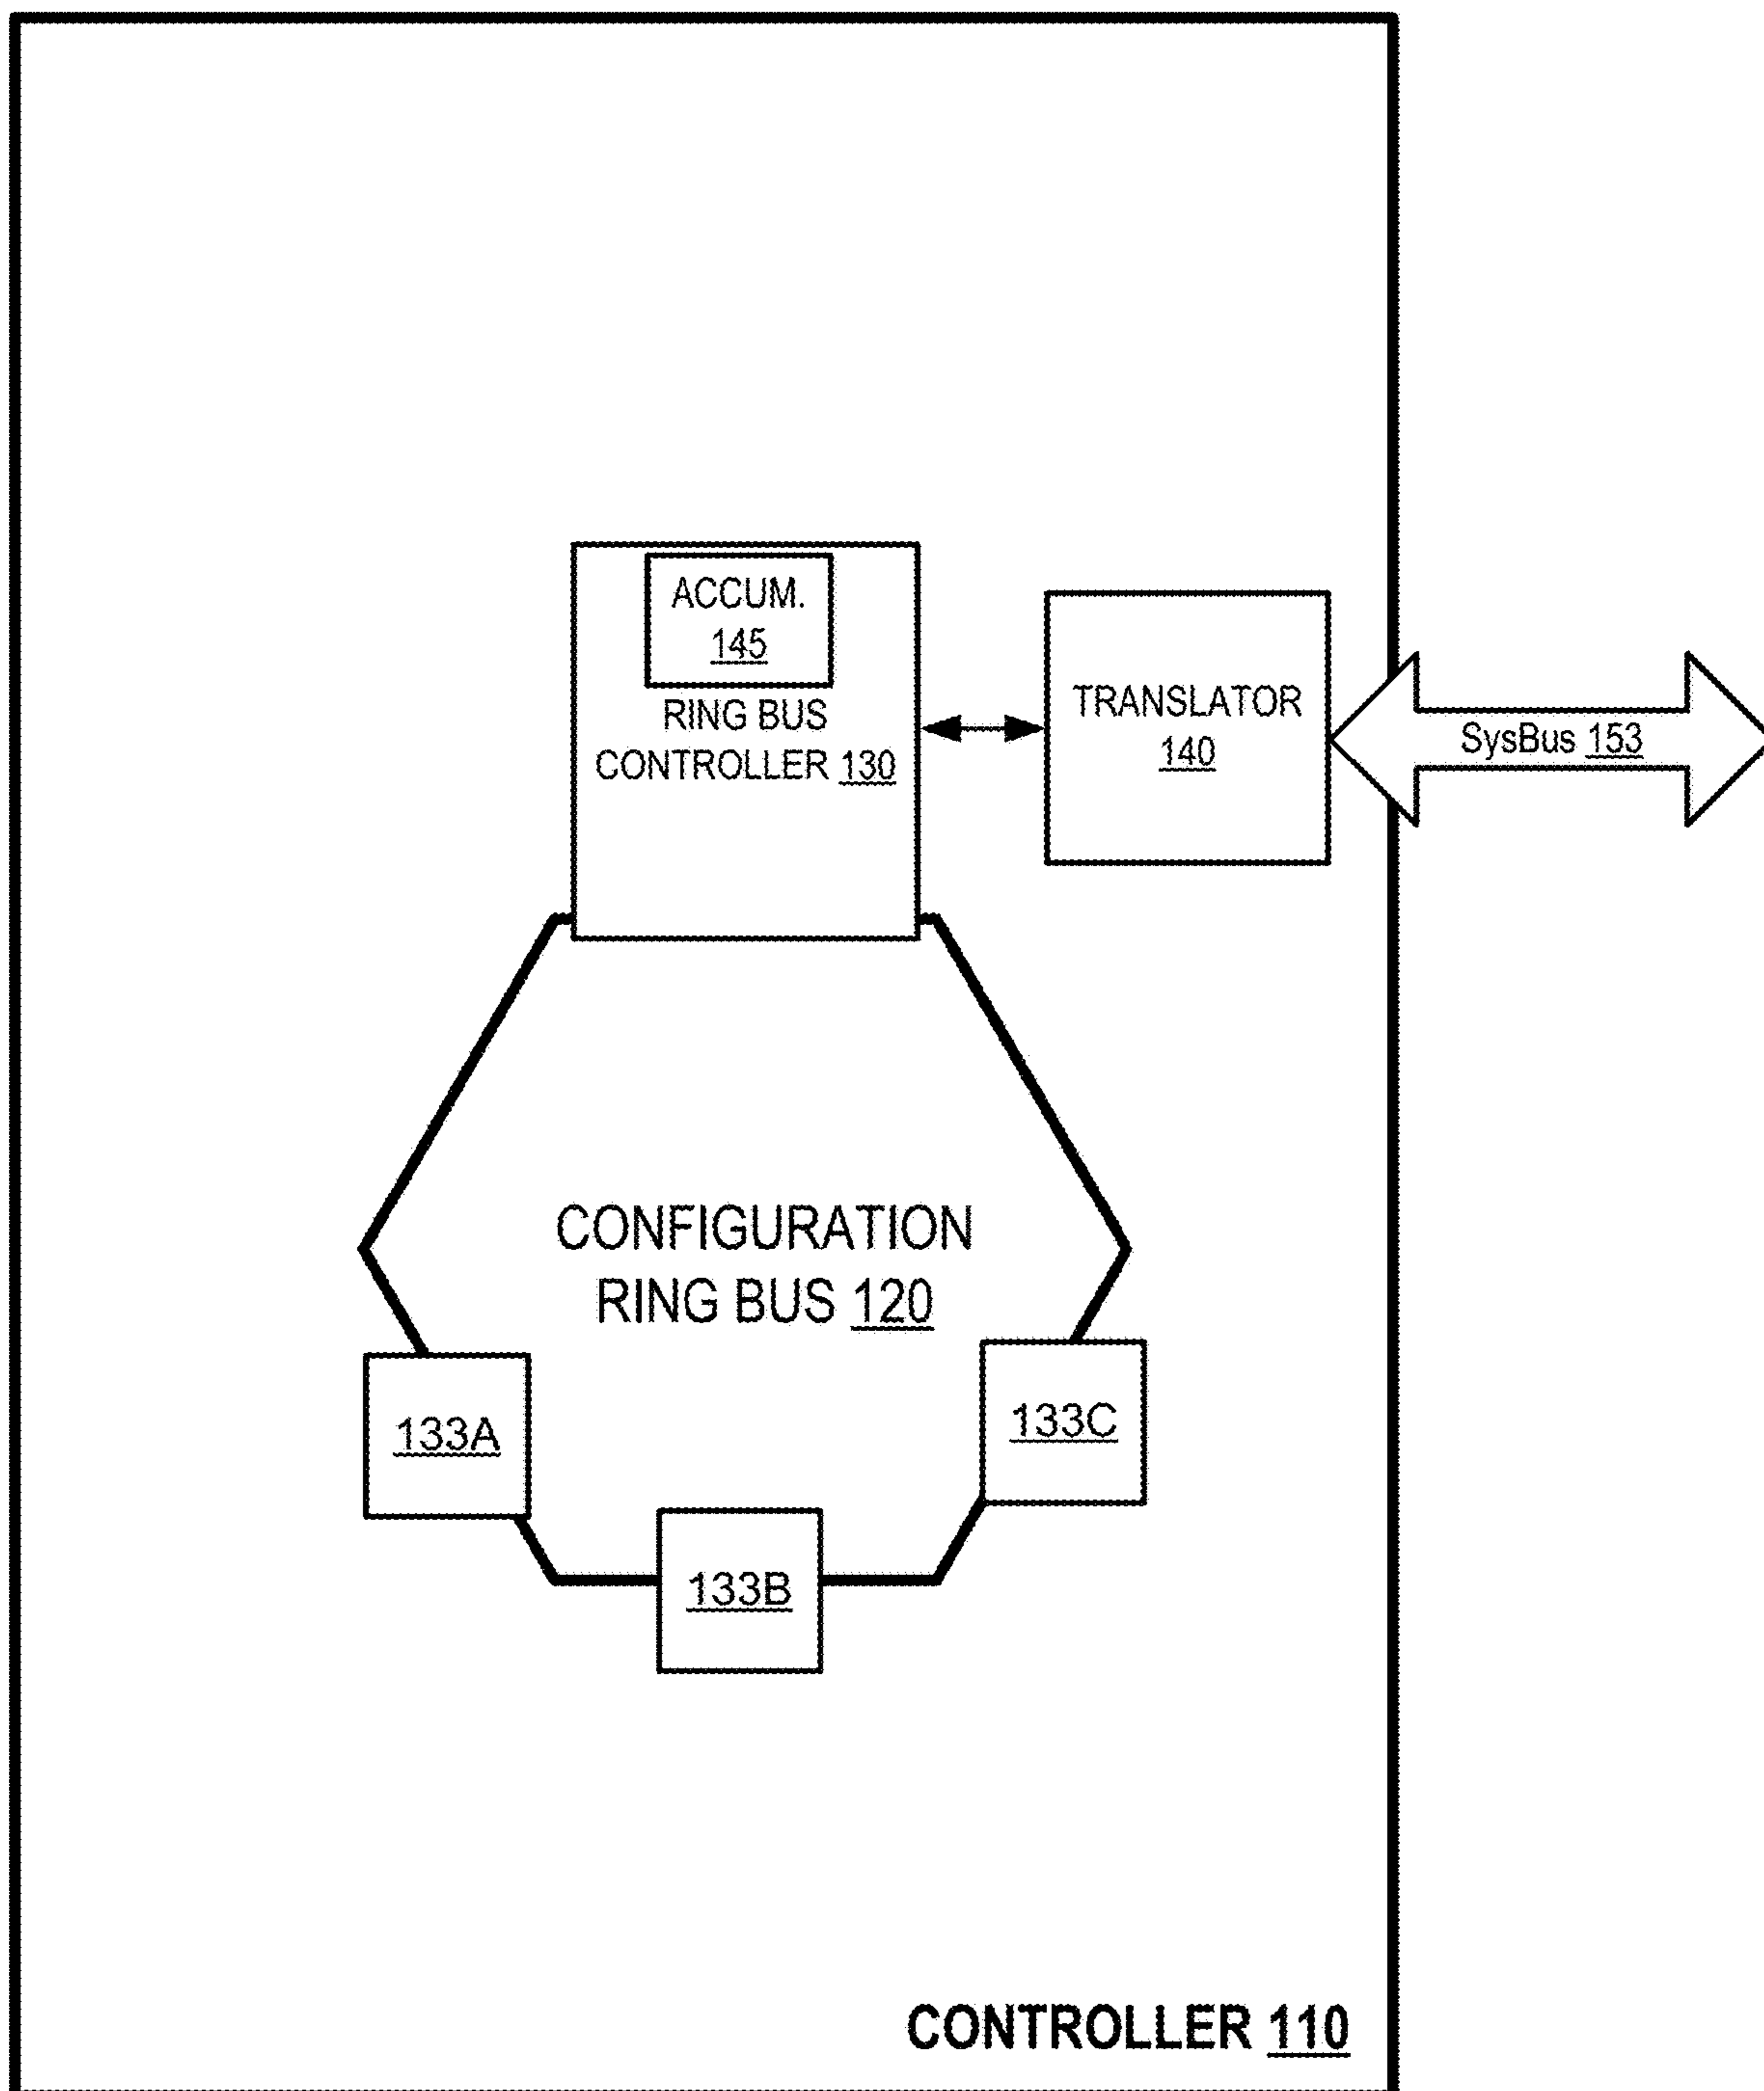 ACCUM.
145
RING BUS
CONTROLLER 130
TRANSLATOR
140
SysBus 153
CONFIGURATION
RING BUS 120
133A
133C
133B
CONTROLLER 110